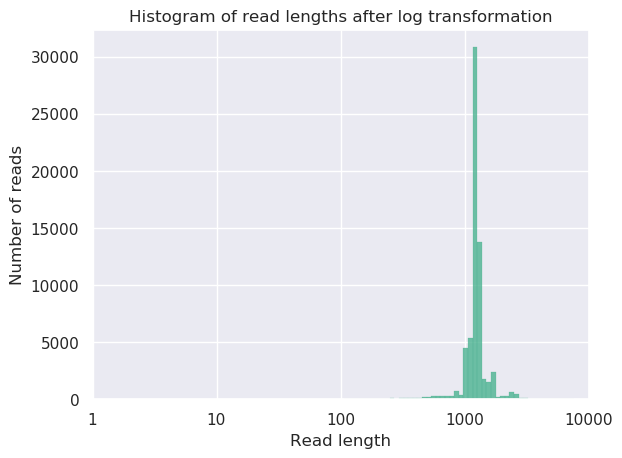 Histogram of read lengths after log transformation
30000
25000
20000
15000
10000
5000
0
Number of reads
1 10 100 1000 10000
Read length